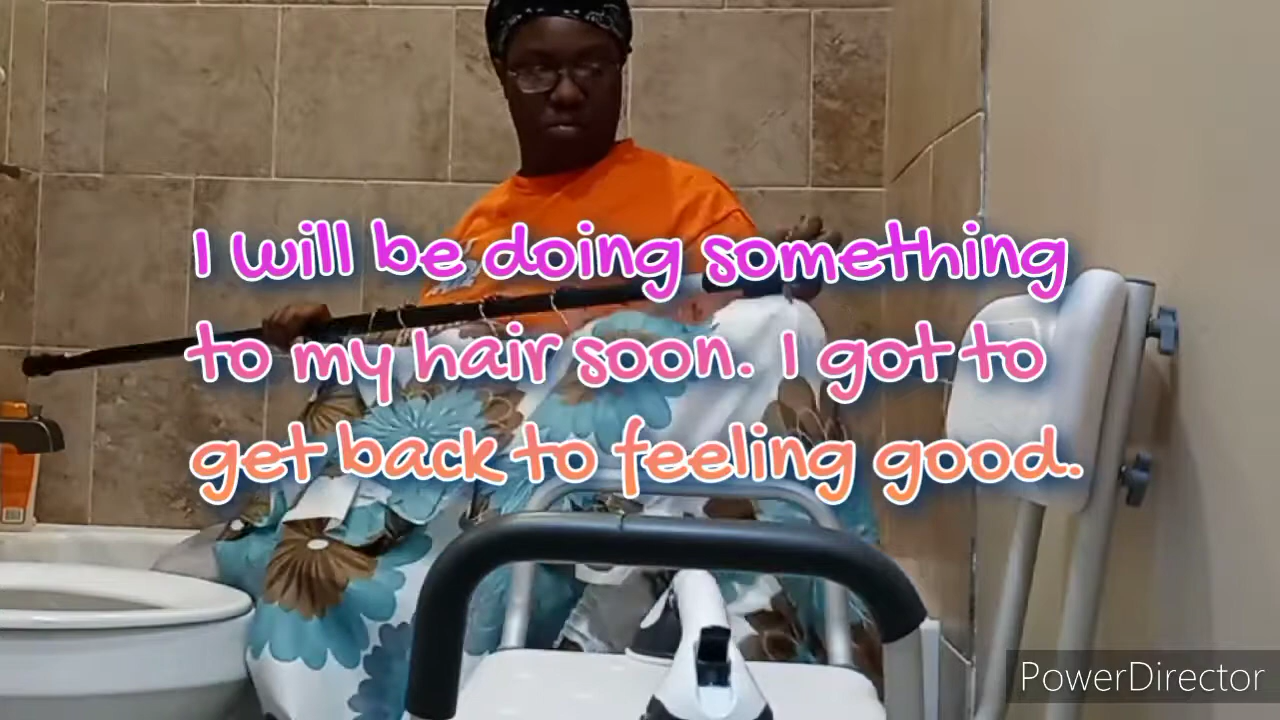 I will be doing something
to my hair soon. I got to
get back to feeling good.
PowerDirector